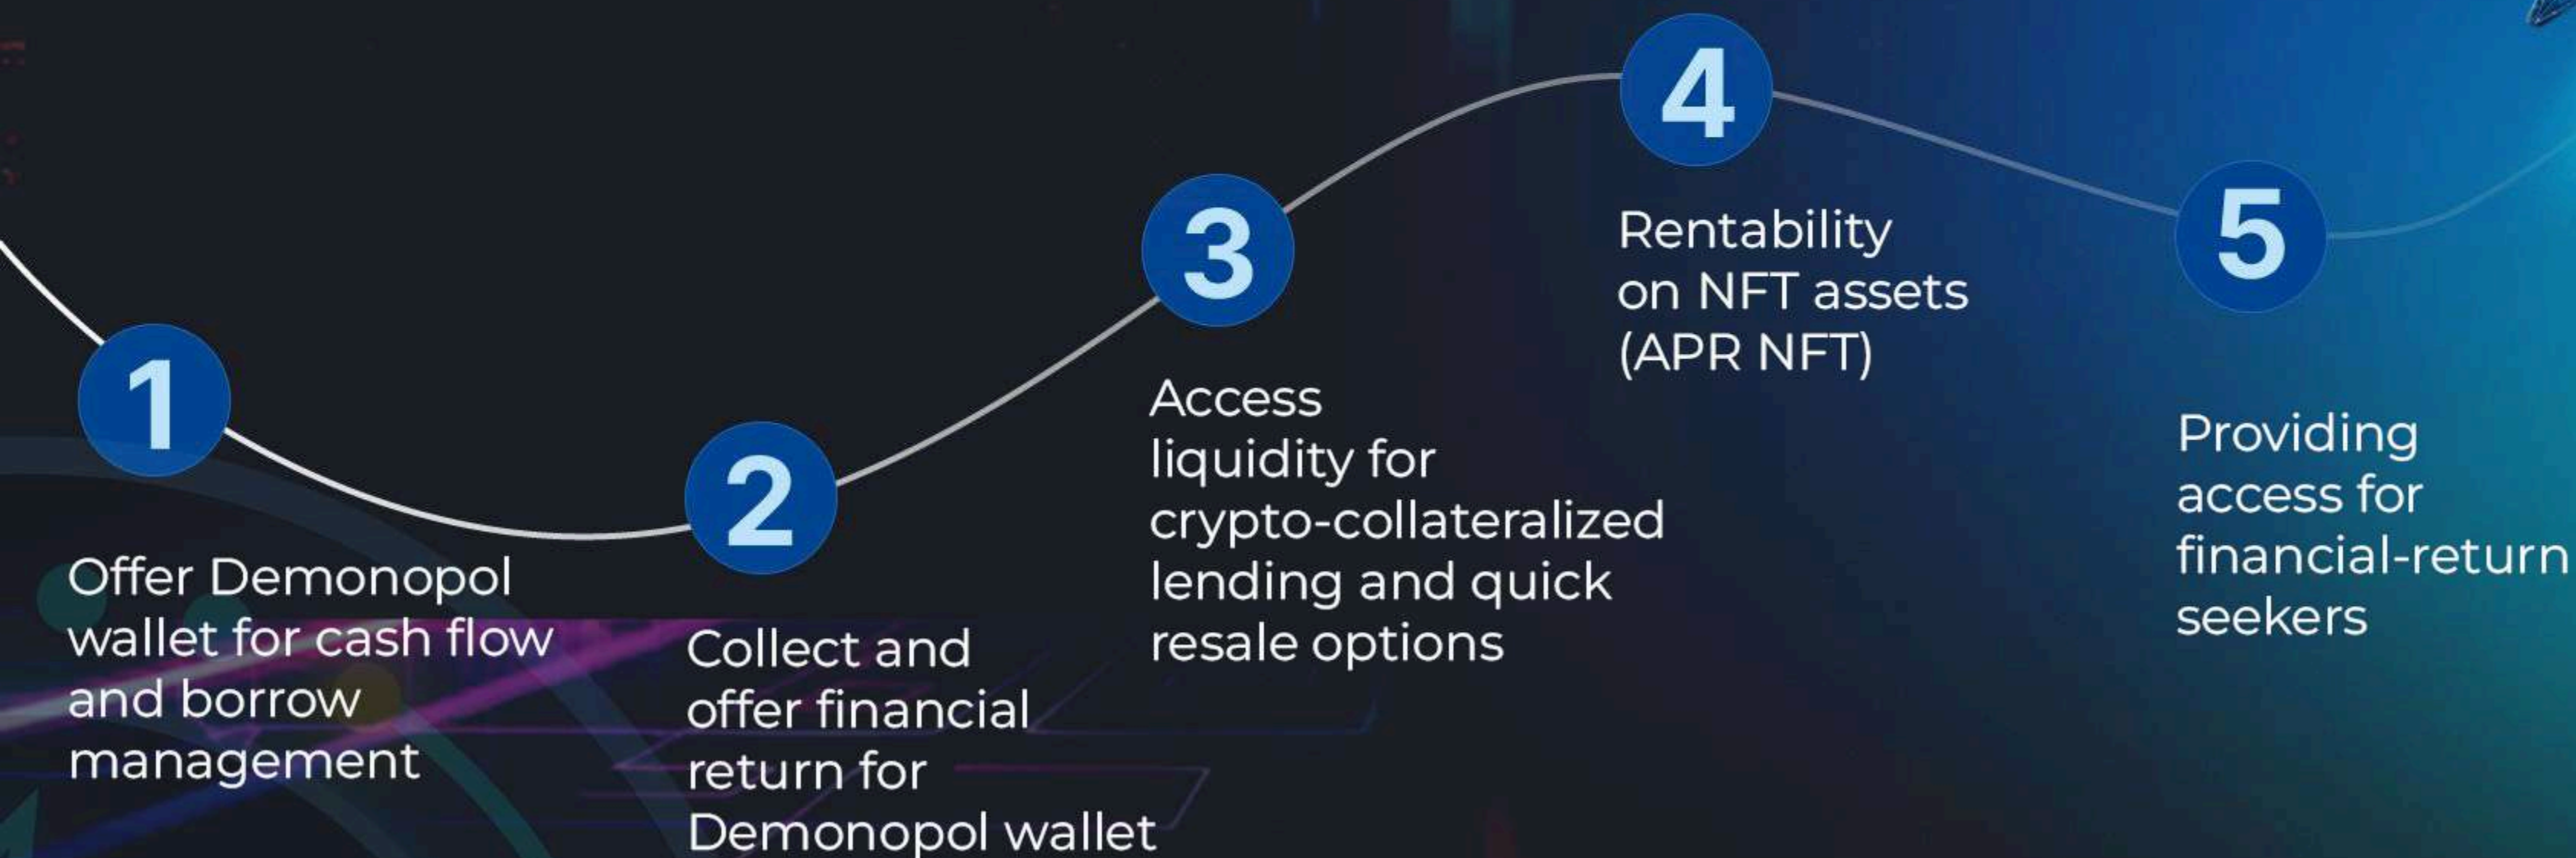 1
Offer Demonopol
wallet for cash flow
and borrow
management
2
Collect and
offer financial
return for
Demonopol wallet
3
Access
liquidity for
crypto-collateralized
lending and quick
resale options
4
Rentability
on NFT assets
(APR NFT)
5
Providing
access for
financial-return
seekers